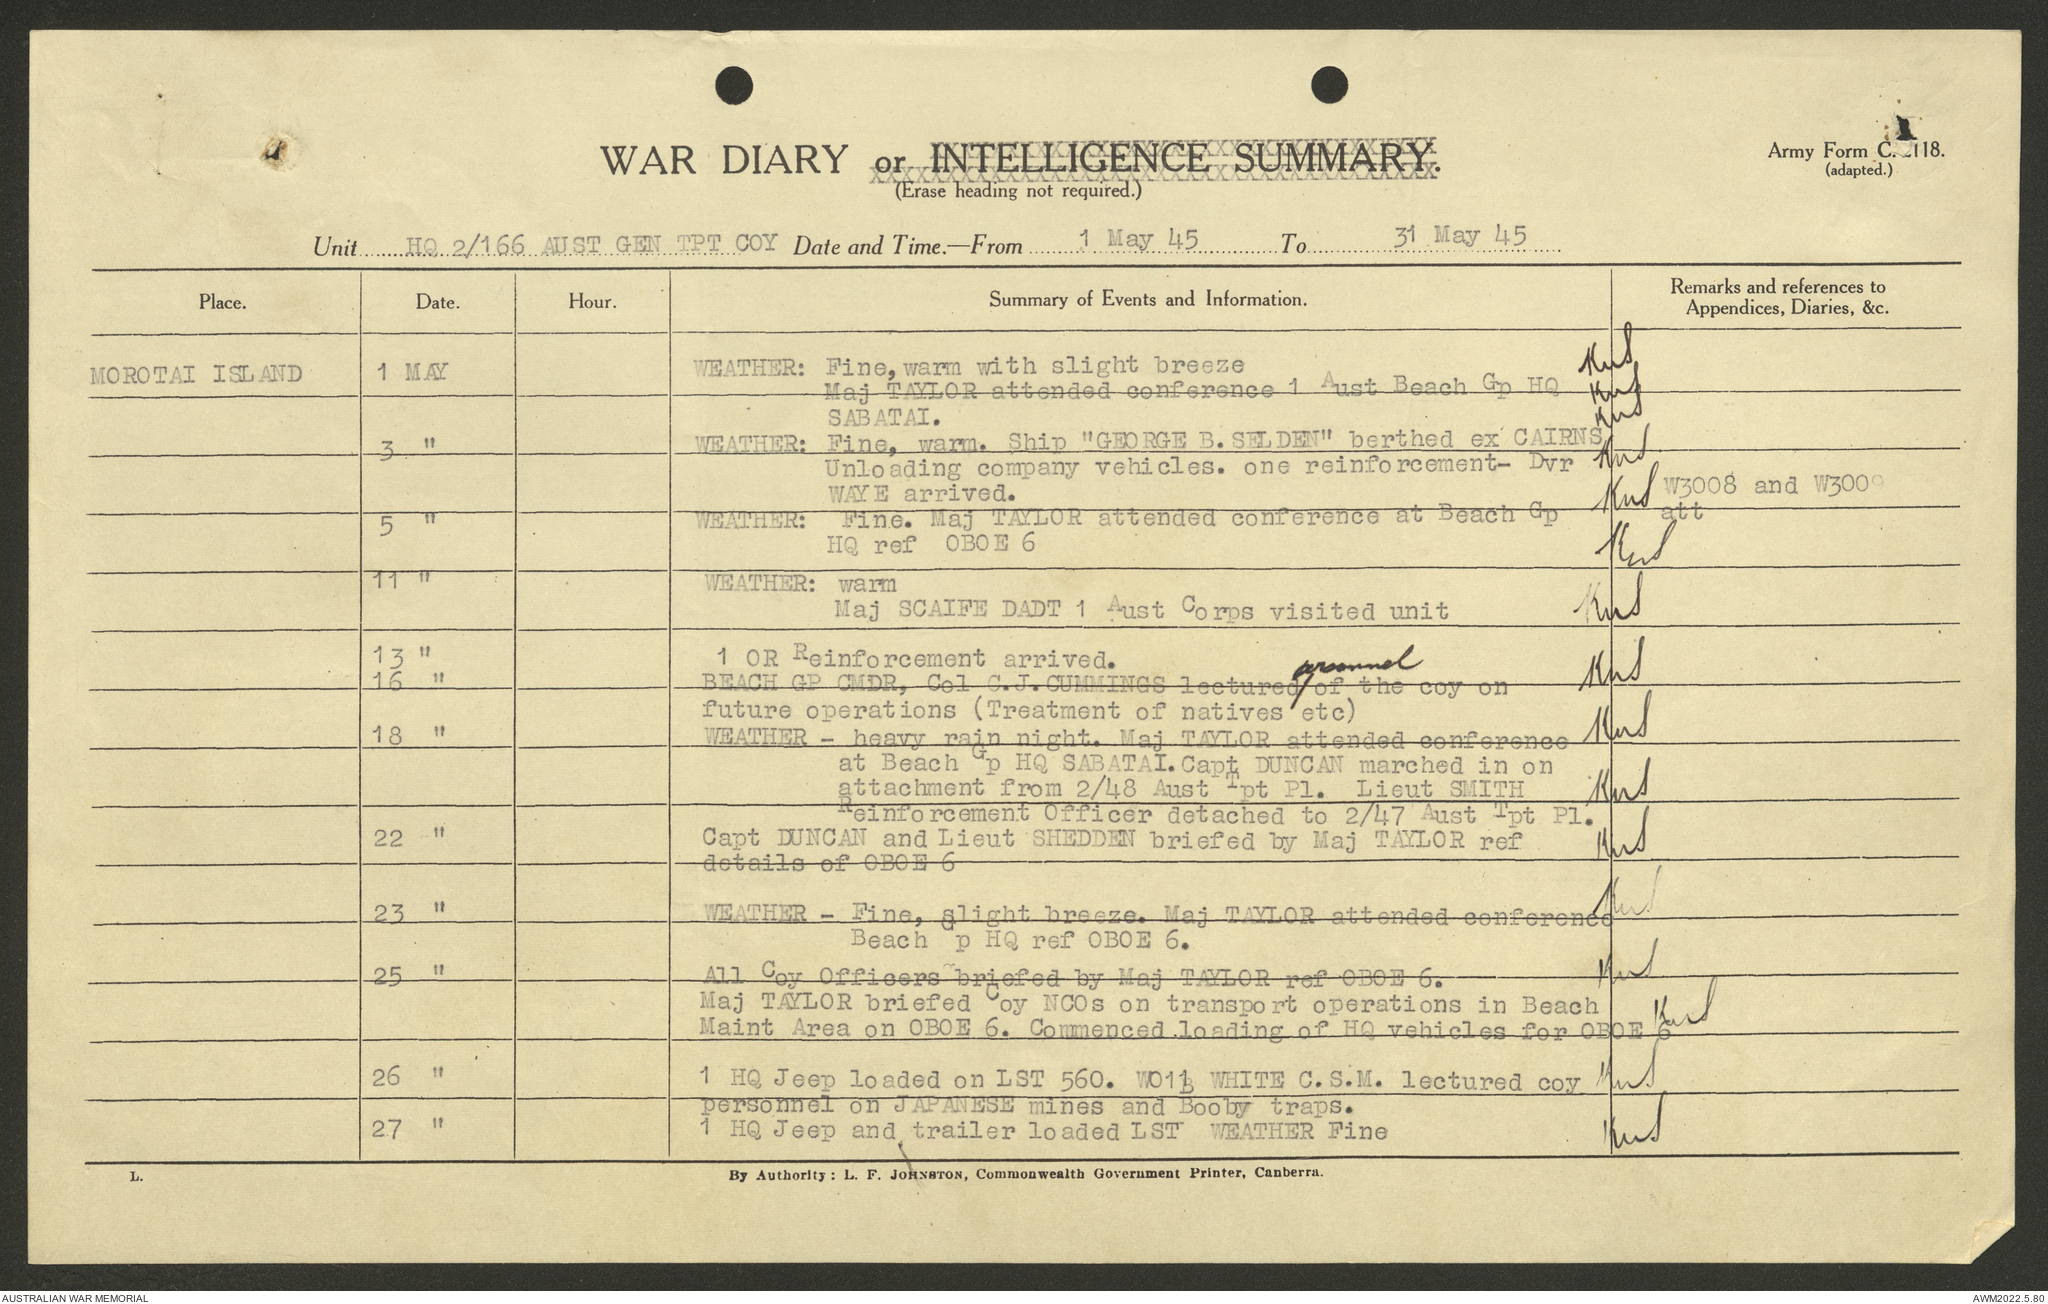 WAR DIARY or INTELLIGENCE SUMMARY.
(Erase heading not required.)
Army Form C. 2118.
(adapted.)
Unit HQ 2/166 AUST GEN TPT COY Date and Time.—From 1 May 45 To 31 May 45
Place. Date. Hour. Summary of Events and Information. Remarks and references to
Appendices, Diaries, &c.
MOROTAI ISLAND 1 MAY WEATHER: Fine, warm with slight breeze
Maj TAYLOR attended conference 1 Aust Beach Gp HQ
SABATAI.
3 " WEATHER: Fine, warm. Ship "GEORGE B. SELDEN" berthed ex CAIRNS
Unloading company vehicles. one reinforcement- Dvr
WAYE arrived. W3008 and W3009
att
5 " WEATHER: Fine. Maj TAYLOR attended conference at Beach Gp
HQ ref OBOE 6
11 " WEATHER: warm
Maj SCAIFE DADT 1 Aust Corps visited unit
13 " 1 OR Reinforcement arrived.
personnel
16 " BEACH GP CMDR, Col C.J.CUMMINGS lectured of the coy on
future operations (Treatment of natives etc)
18 " WEATHER - heavy rain night. Maj TAYLOR attended conference
at Beach Gp HQ SABATAI. Capt DUNCAN marched in on
attachment from 2/48 Aust Tpt Pl. Lieut SMITH
Reinforcement Officer detached to 2/47 Aust Tpt Pl.
22 " Capt DUNCAN and Lieut SHEDDEN briefed by Maj TAYLOR ref
details of OBOE 6
23 " WEATHER - Fine, slight breeze. Maj TAYLOR attended conference
Beach Gp HQ ref OBOE 6.
25 " All Coy Officers briefed by Maj TAYLOR ref OBOE 6.
Maj TAYLOR briefed Coy NCOs on transport operations in Beach
Maint Area on OBOE 6. Commenced loading of HQ vehicles for OBOE 6
26 " 1 HQ Jeep loaded on LST 560. WO11 WHITE C.S.M. lectured coy
personnel on JAPANESE mines and Booby traps.
27 " 1 HQ Jeep and trailer loaded LST WEATHER Fine
L. By Authority: L. F. JOHNSTON, Commonwealth Government Printer, Canberra.
AUSTRALIAN WAR MEMORIAL AWM2022.5.80